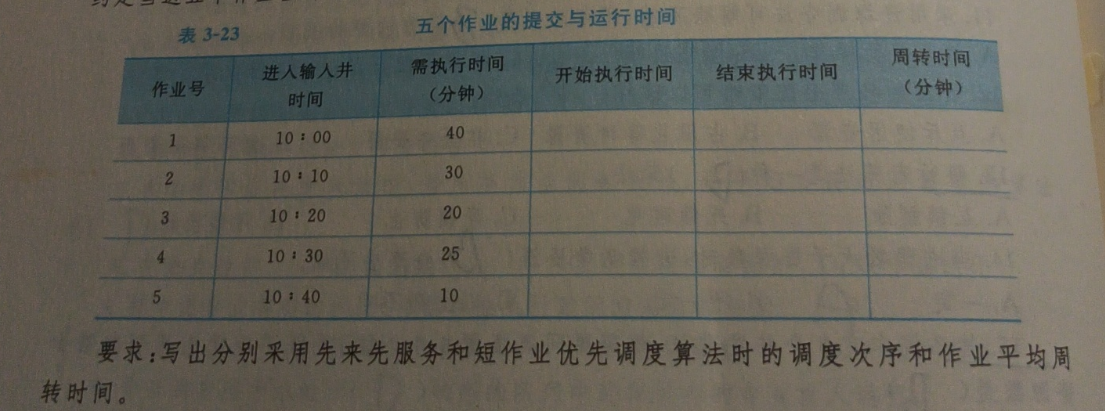 表 3-23
五个作业的提交与运行时间
作业号 进入输入井时间 需执行时间（分钟） 开始执行时间 结束执行时间 周转时间（分钟）
1 10：00 40
2 10：10 30
3 10：20 20
4 10：30 25
5 10：40 10
要求：写出分别采用先来先服务和短作业优先调度算法时的调度次序和作业平均周
转时间。